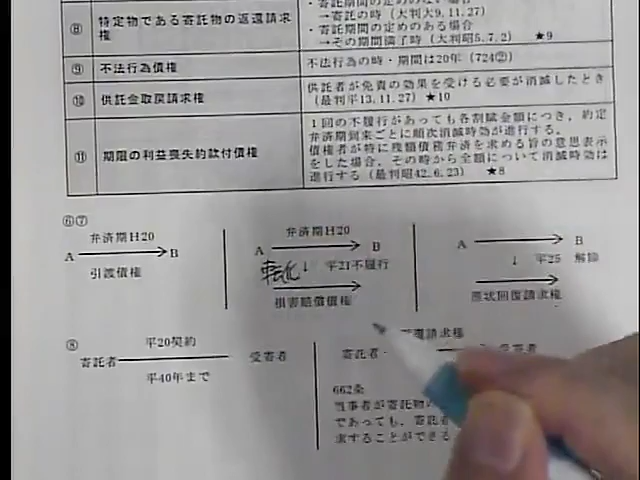 ・寄託期間の定めのない場合
⑧ 特定物である寄託物の返還請求権
→寄託の時（大判大9.11.27）
・寄託期間の定めのある場合
→その期間満了時（大判昭5.7.2） ★9
⑨ 不法行為債権
不法行為の時・期間は20年（724②）
⑩ 供託金取戻請求権
供託者が免責の効果を受ける必要が消滅したとき
（最判平13.11.27）★10
⑪ 期限の利益喪失約款付債権
1回の不履行があっても各割賦金額につき、約定
弁済期到来ごとに順次消滅時効が進行する。
債権者が特に残額債務弁済を求める旨の意思表示
をした場合、その時から全額について消滅時効は
進行する（最判昭42.6.23） ★8
⑥⑦
弁済期H20
A B
引渡債権
弁済期H20
A B
転化 ↓ 平21不履行
損害賠償債権
A B
↓ 平25 解除
原状回復請求権
⑧
平20契約
寄託者 受寄者
平40年まで
還請求権
寄託者 受寄者
662条
当事者が寄託物の
であっても、寄託者
求することができる